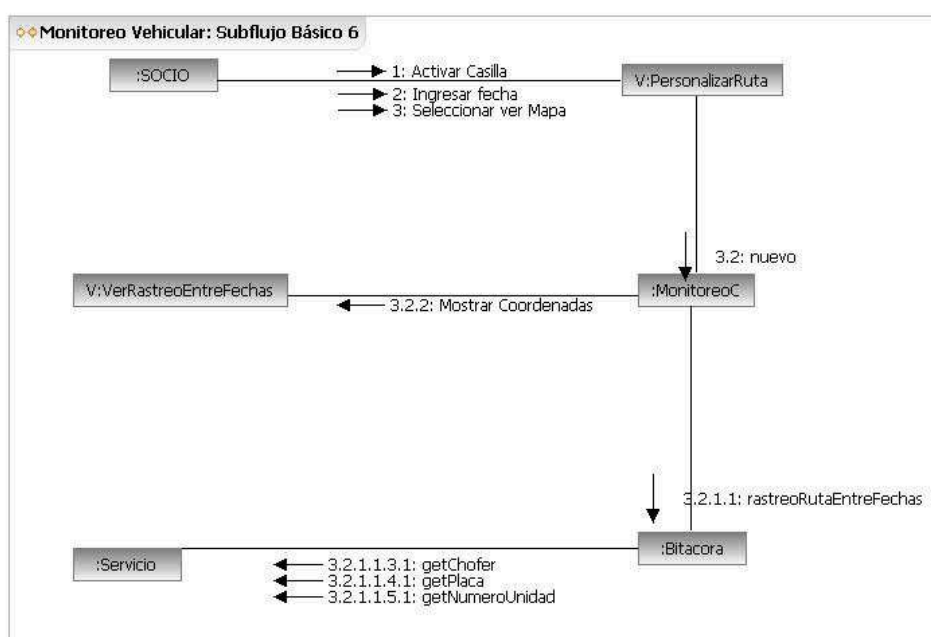 Monitoreo Vehicular: Subflujo Básico 6
:SOCIO
1: Activar Casilla
2: Ingresar fecha
3: Seleccionar ver Mapa
V:PersonalizarRuta
3.2: nuevo
V:VerRastreoEntreFechas
:MonitoreoC
3.2.2: Mostrar Coordenadas
3.2.1.1: rastreoRutaEntreFechas
:Bitacora
:Servicio
3.2.1.1.3.1: getChofer
3.2.1.1.4.1: getPlaca
3.2.1.1.5.1: getNumeroUnidad